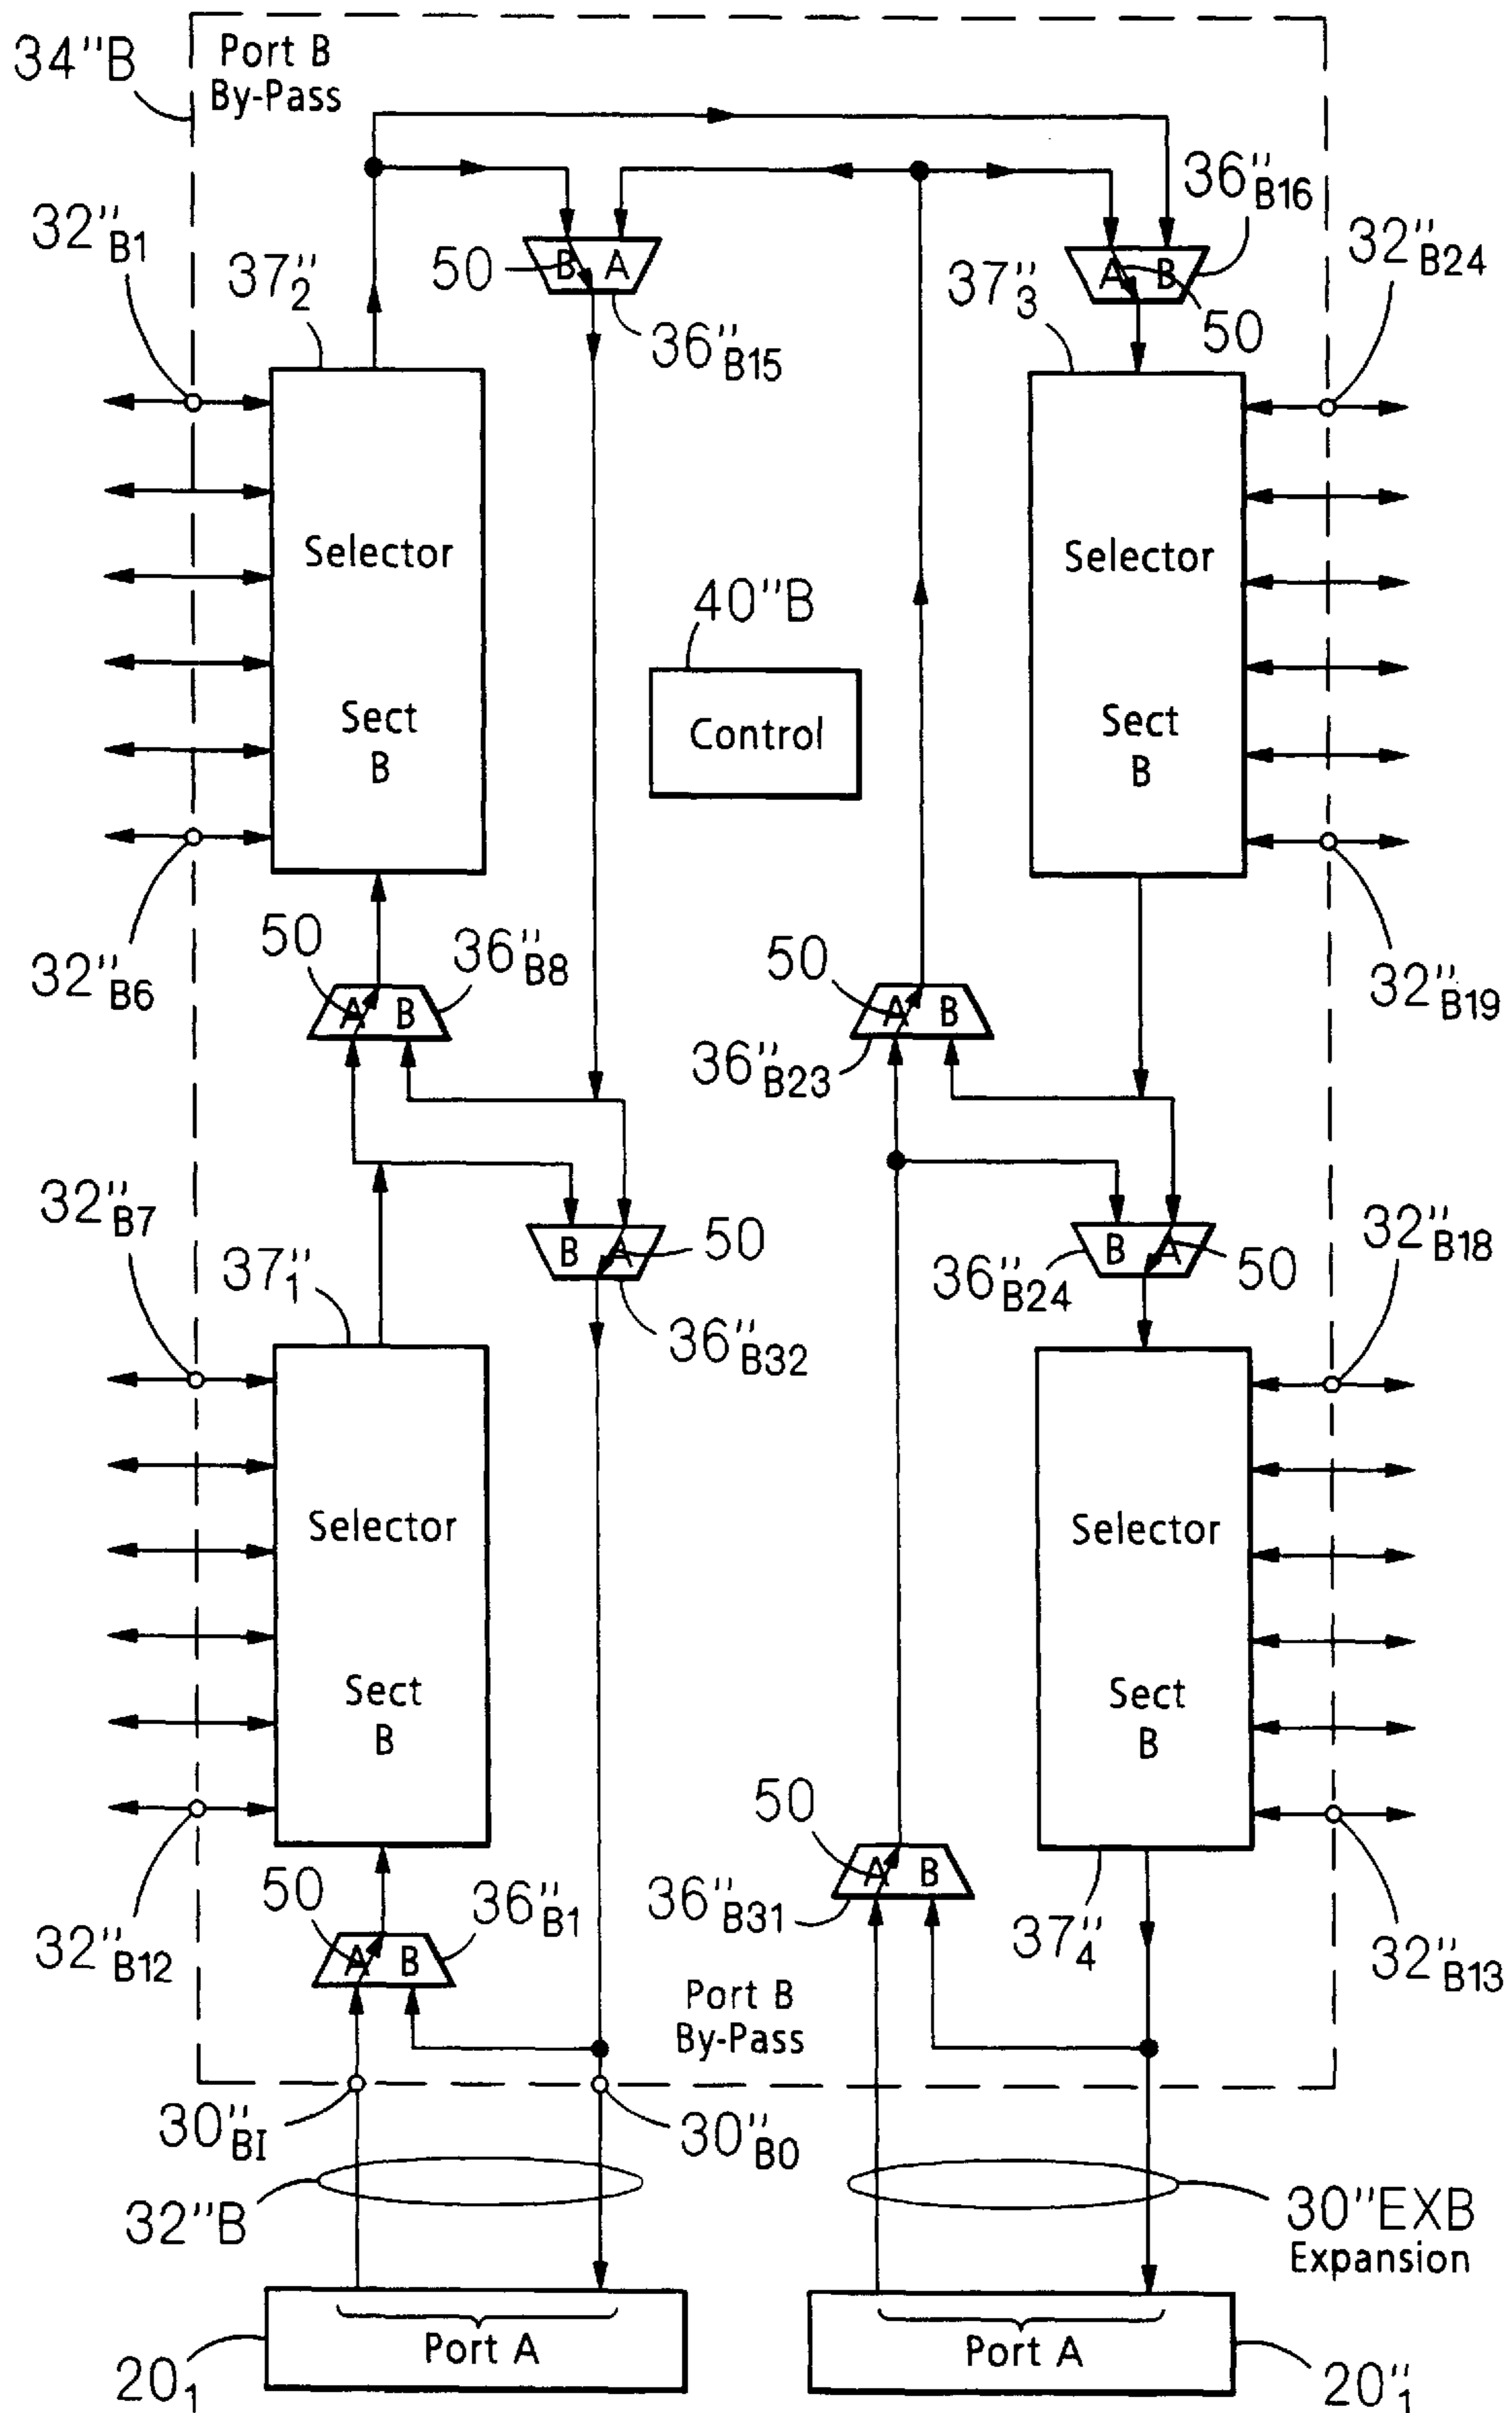 34"B
Port B
By-Pass
32"B1
37"2
50
B A
36"B15
36"B16
A B
50
37"3
32"B24
Selector
Sect
B
40"B
Control
Selector
Sect
B
32"B6
50
36"B8
A B
50
A B
36"B23
32"B19
32"B7
37"1
B A
50
36"B32
36"B24
B A
50
32"B18
Selector
Sect
B
Selector
Sect
B
32"B12
50
36"B1
A B
50
36"B31
A B
37"4
32"B13
Port B
By-Pass
30"BI
30"BO
32"B
30"EXB
Expansion
Port A
201
Port A
20"1